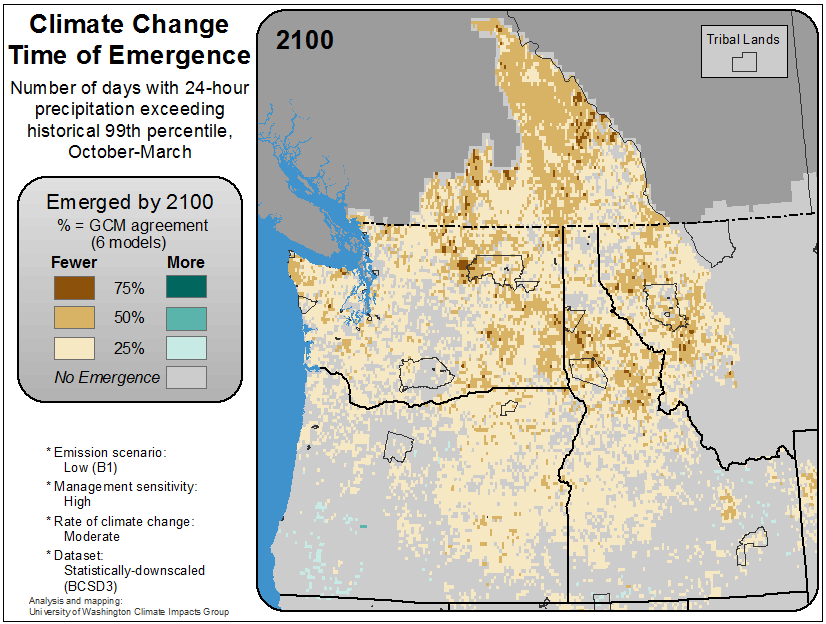 Climate Change
Time of Emergence
Number of days with 24-hour
precipitation exceeding
historical 99th percentile,
October-March
Emerged by 2100
% = GCM agreement
(6 models)
Fewer More
75%
50%
25%
No Emergence
* Emission scenario:
Low (B1)
* Management sensitivity:
High
* Rate of climate change:
Moderate
* Dataset:
Statistically-downscaled
(BCSD3)
Analysis and mapping:
University of Washington Climate Impacts Group
2100
Tribal Lands